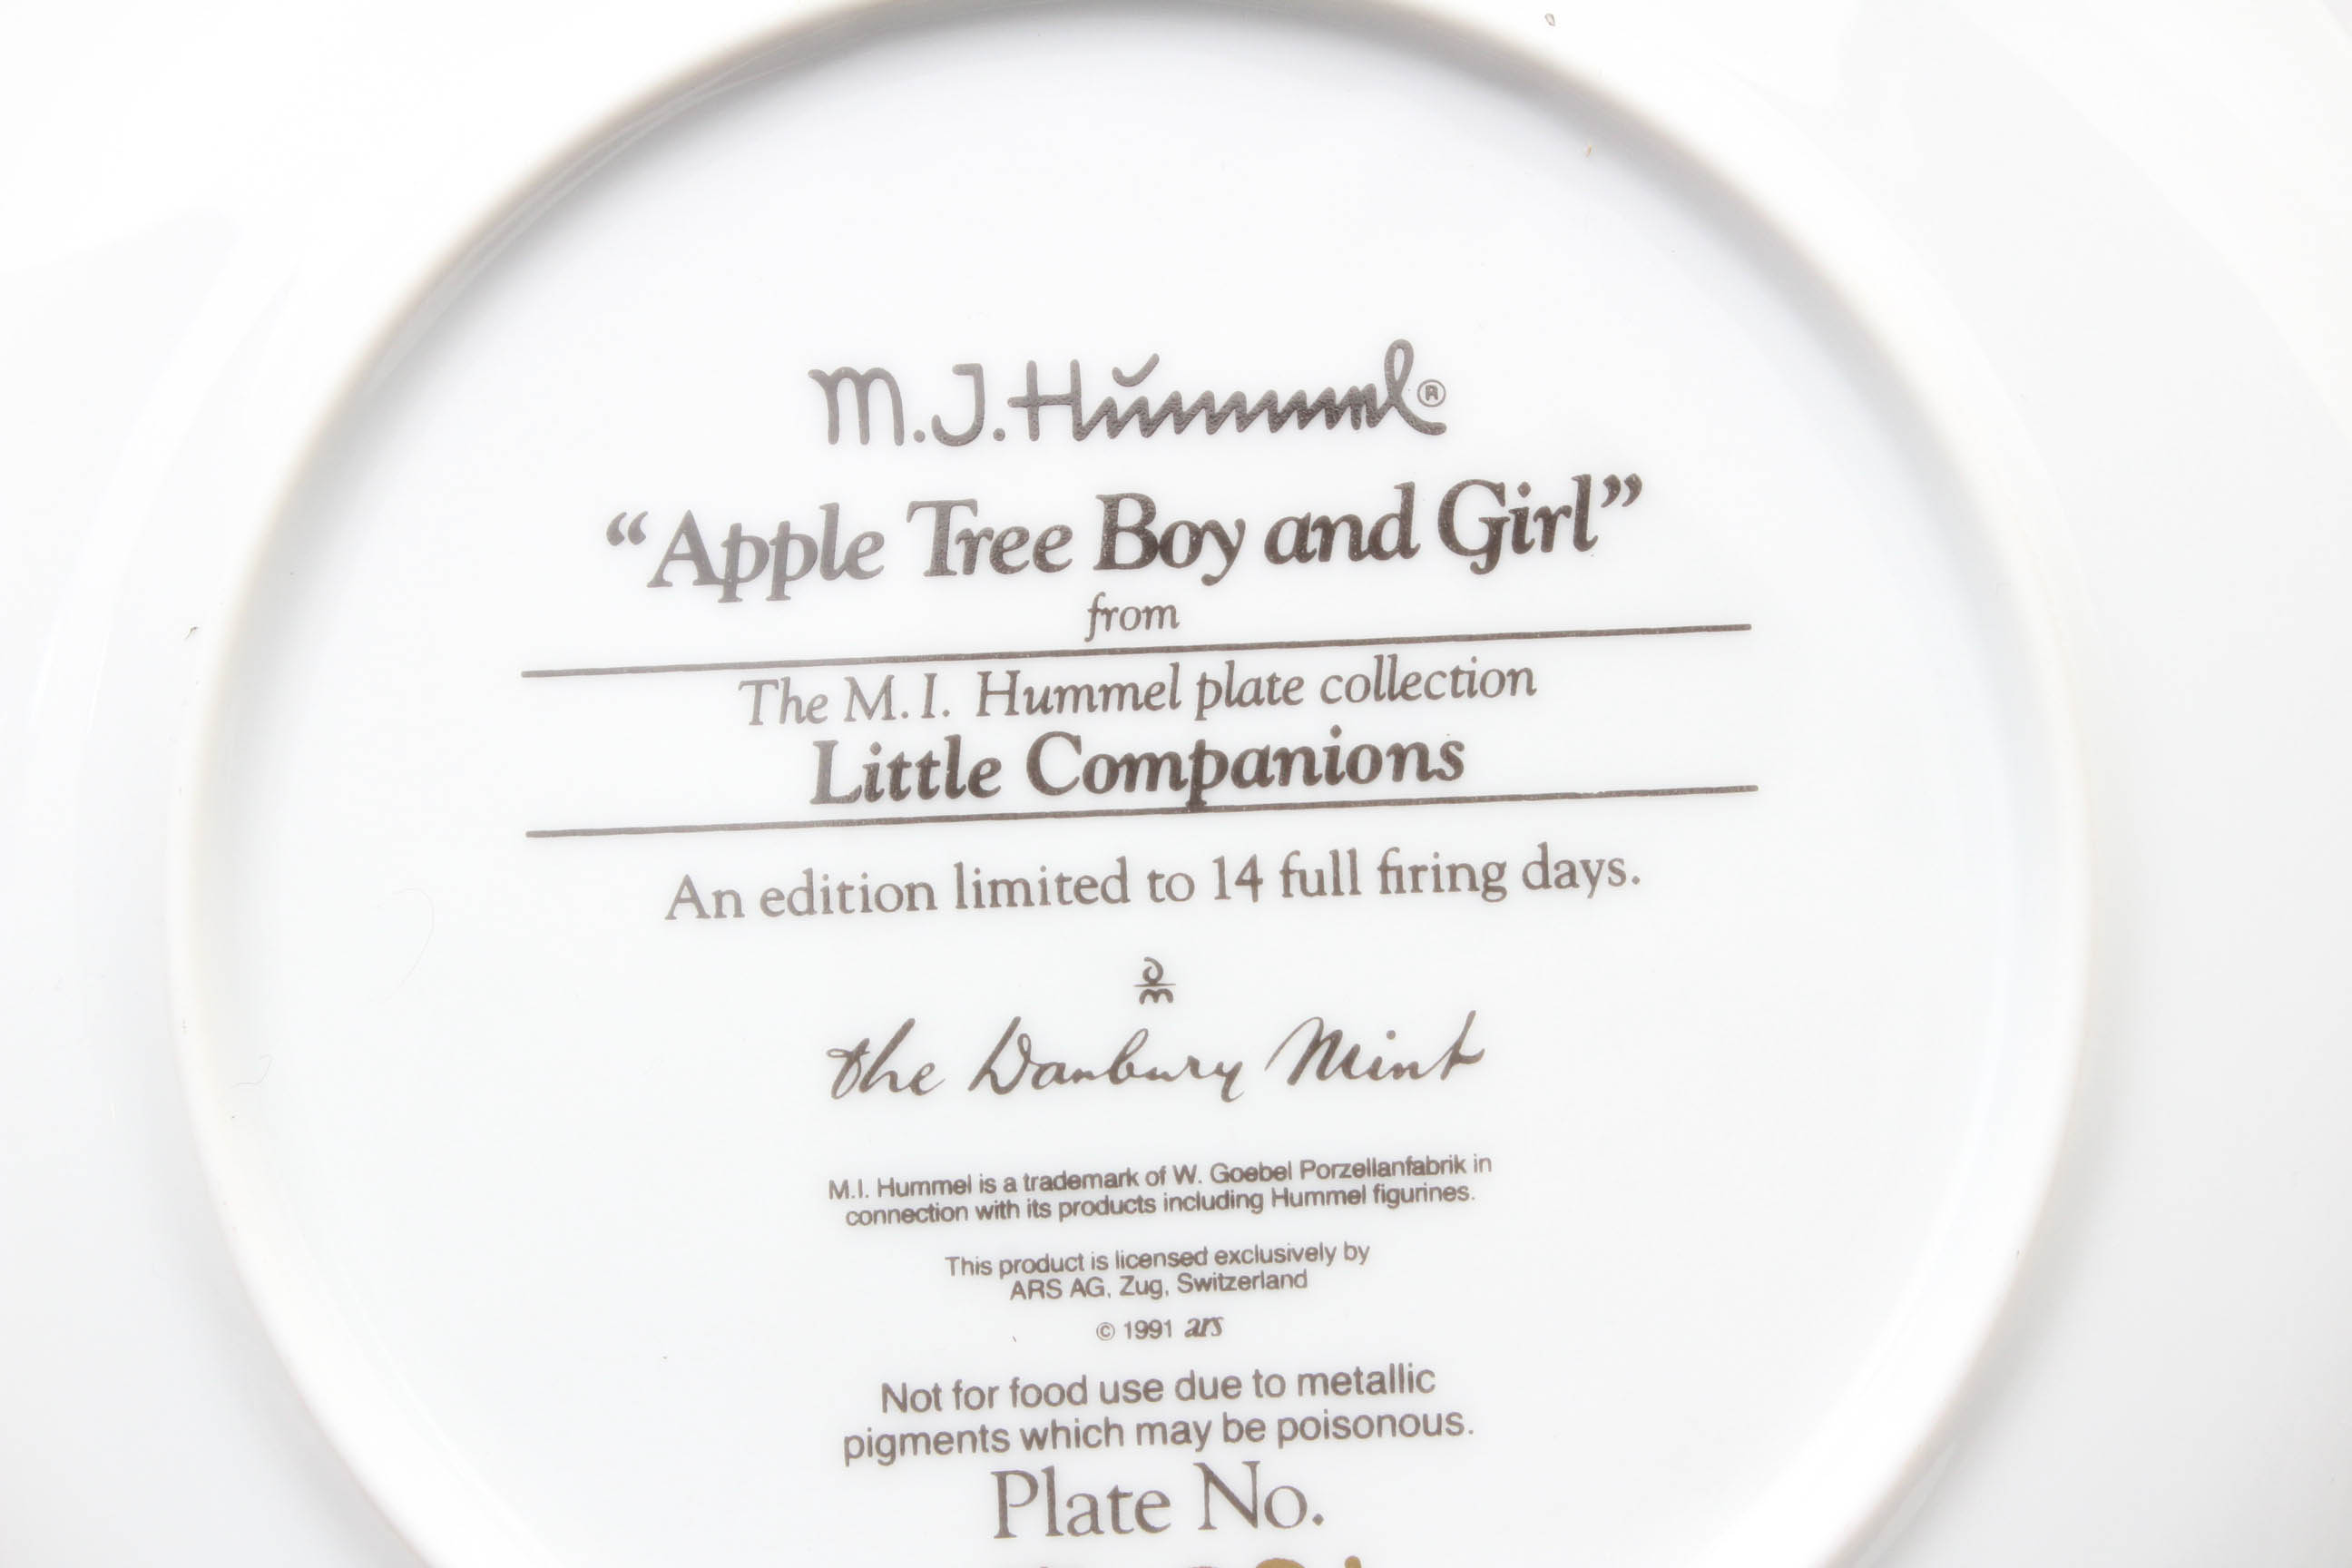 M.J.Hummel®
“Apple Tree Boy and Girl”
from
The M.I. Hummel plate collection
Little Companions
An edition limited to 14 full firing days.
the Danbury Mint
M.I. Hummel is a trademark of W. Goebel Porzellanfabrik in
connection with its products including Hummel figurines.
This product is licensed exclusively by
ARS AG, Zug, Switzerland
© 1991 ars
Not for food use due to metallic
pigments which may be poisonous.
Plate No.